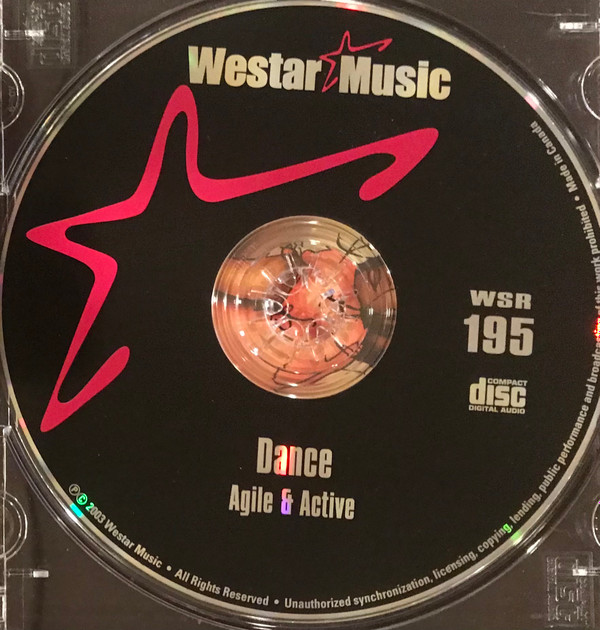 Westar Music
WSR
195
COMPACT
disc
DIGITAL AUDIO
Dance
Agile & Active
℗ © 2003 Westar Music • All Rights Reserved • Unauthorized synchronization, licensing, copying, lending, public performance and broadcasting of this work prohibited • Made in Canada